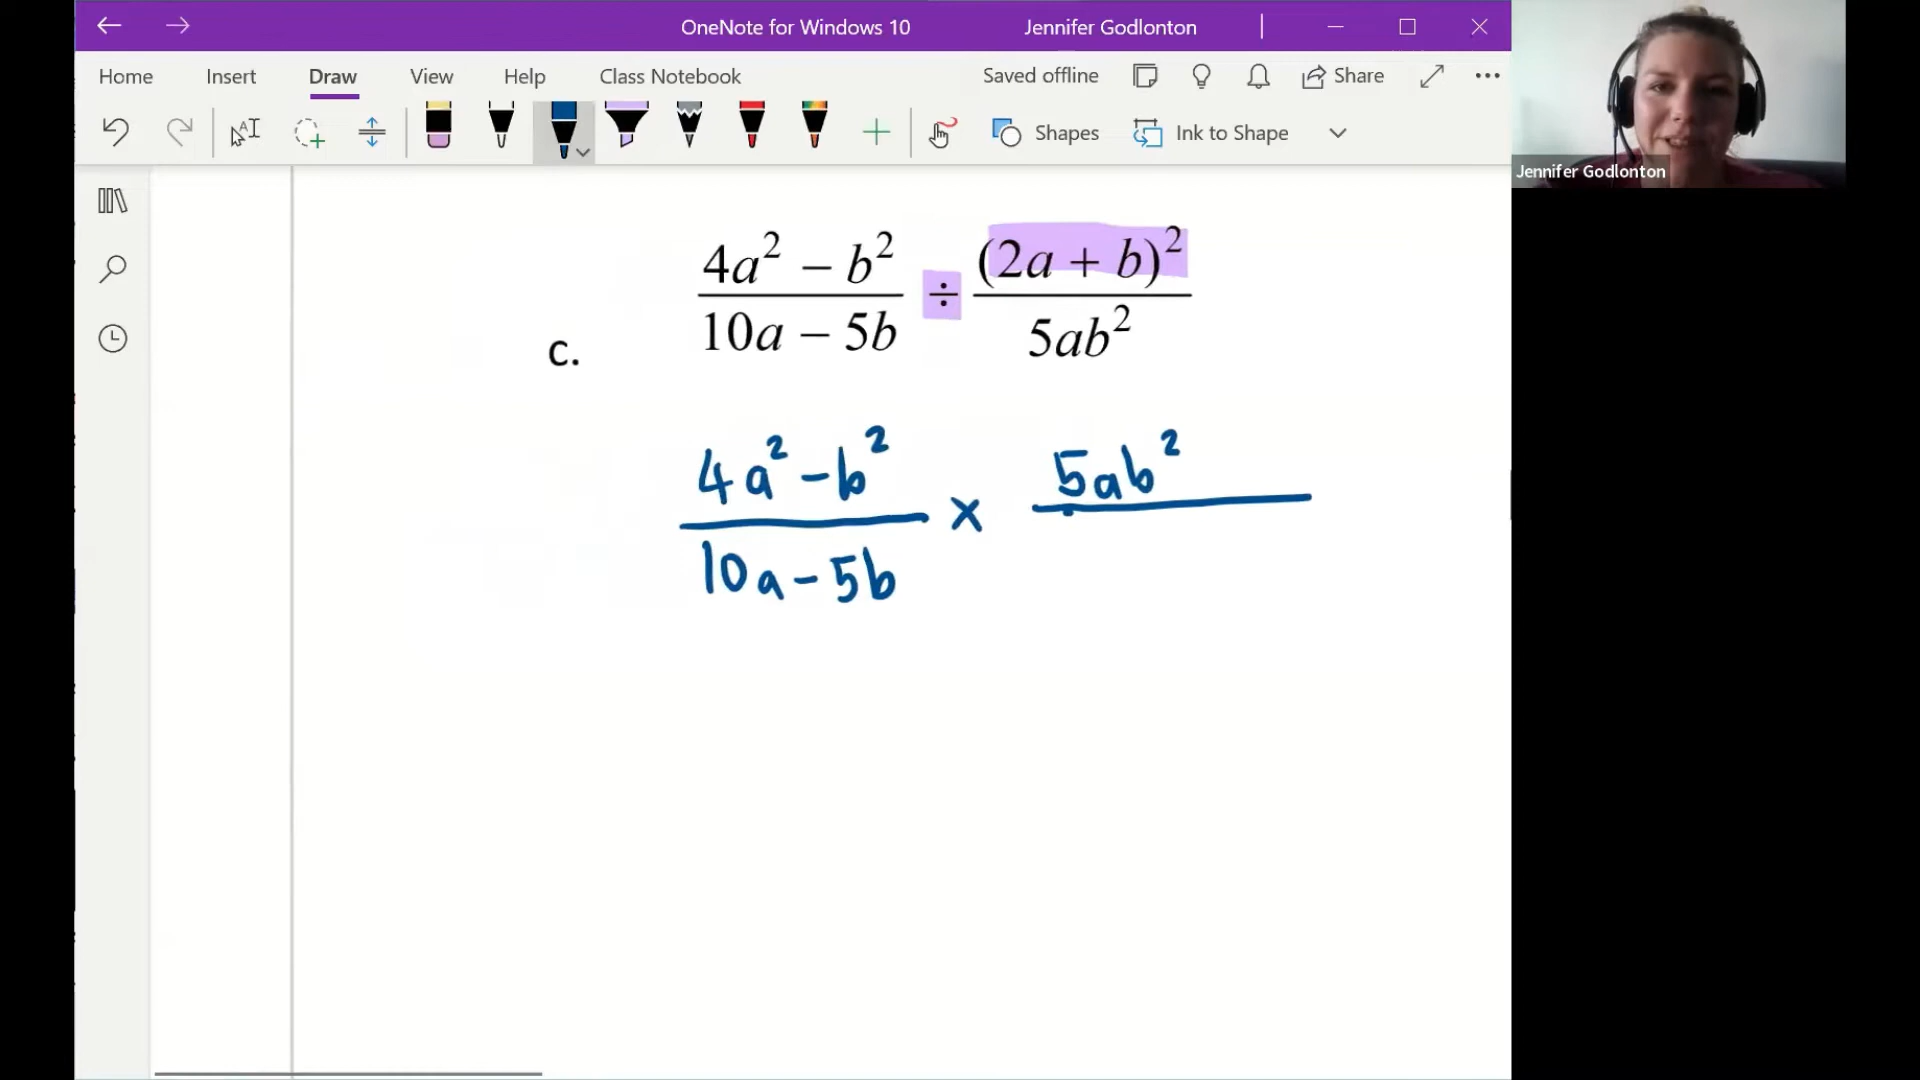 OneNote for Windows 10 Jennifer Godlonton
Home Insert Draw View Help Class Notebook Saved offline Share
Shapes Ink to Shape
Jennifer Godlonton
c. (4a² − b²)/(10a − 5b) ÷ (2a + b)²/(5ab²)
4a² − b² × 5ab²
10a − 5b